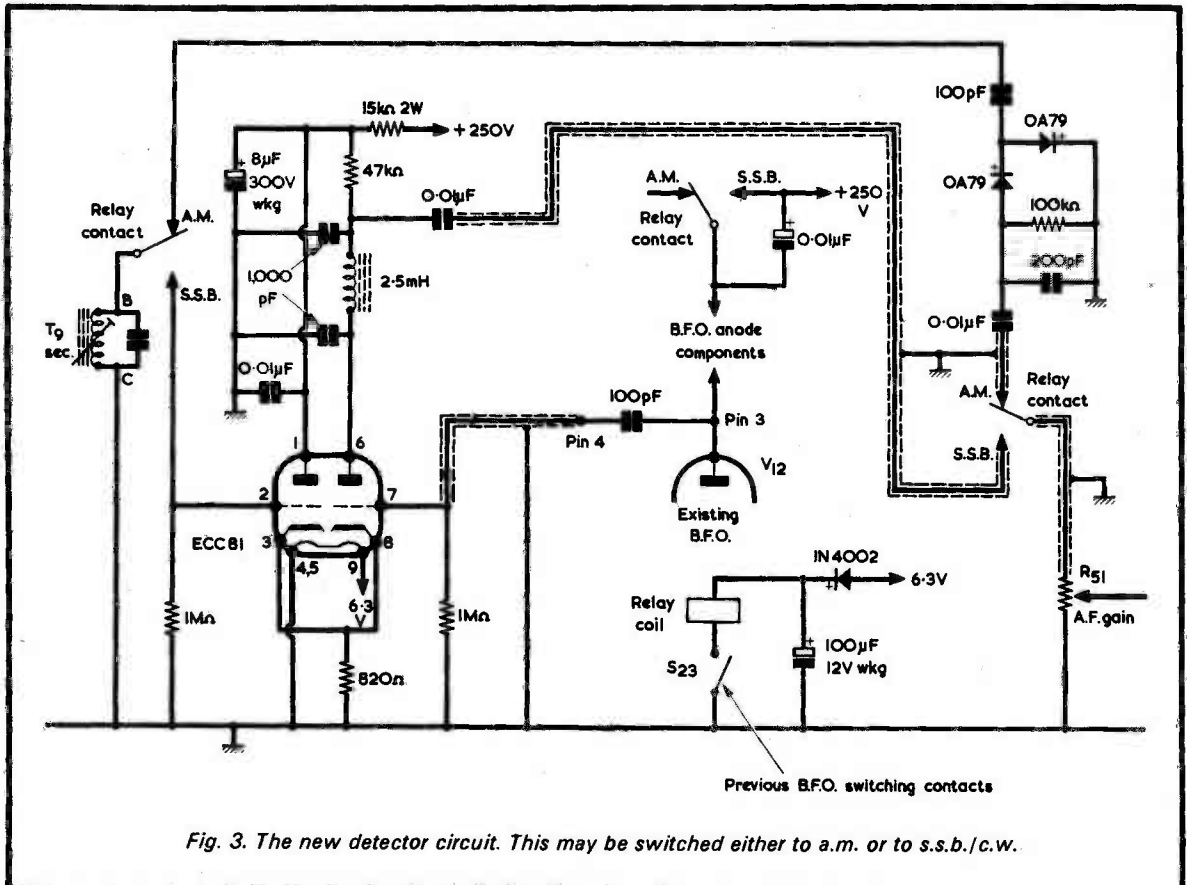 100pF
15kΩ 2W
+250V
OA79
8µF
300V
wkg
+
47kΩ
0·01µF
A.M.
S.S.B.
+250
V
OA79
Relay
contact
A.M.
Relay
contact
+
0·01µF
100kΩ
1,000
pF
2·5mH
200pF
S.S.B.
B
T9
sec.
C
B.F.O. anode
components
0·01µF
0·01µF
100pF
A.M.
Relay
contact
Pin 4
Pin 3
1
6
S.S.B.
V12
2
7
Existing
B.F.O.
ECC81
3
8
4,5
9
1N4002
+
6·3V
6·3
V
Relay
coil
R51
A.F. gain
1MΩ
1MΩ
+
100µF
12V wkg
S23
820Ω
Previous B.F.O. switching contacts
Fig. 3. The new detector circuit. This may be switched either to a.m. or to s.s.b./c.w.